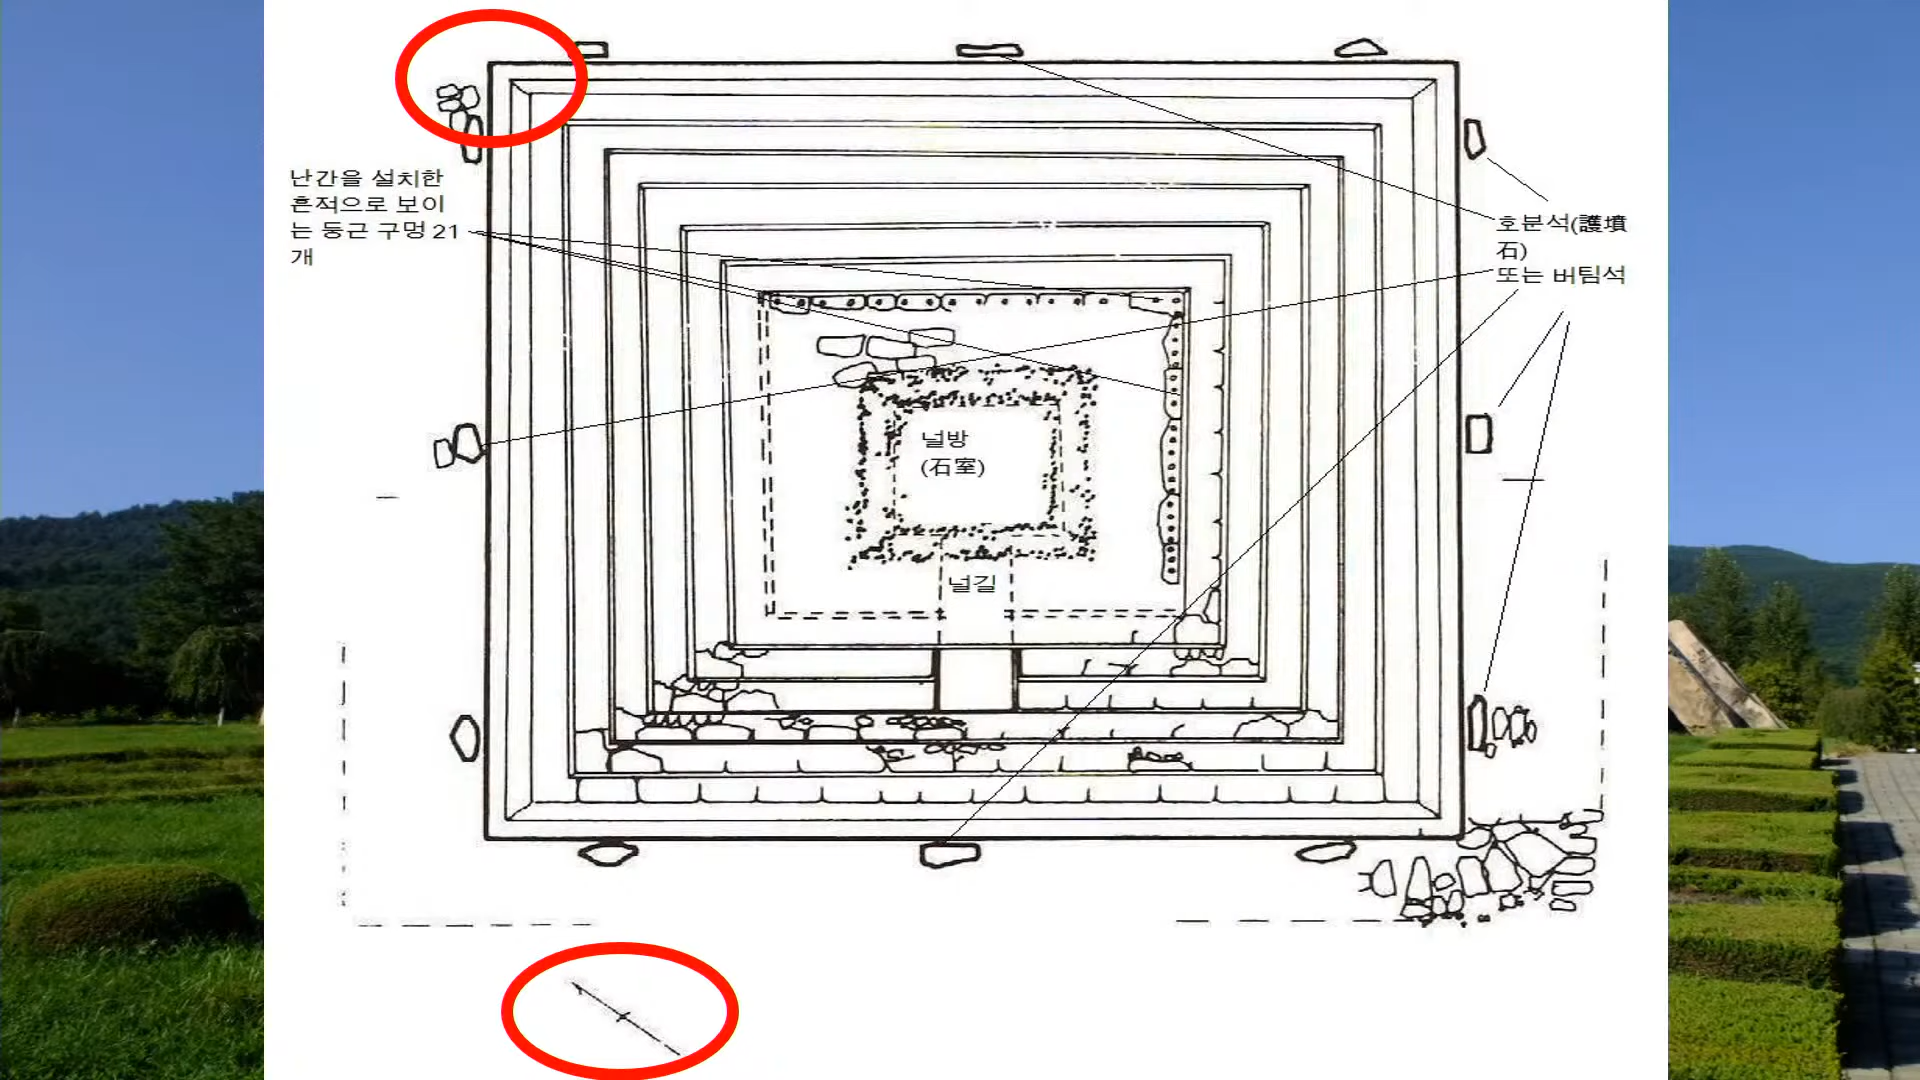 난간을 설치한
흔적으로 보이
는 둥근 구멍 21
개
호분석(護墳
石)
또는 버팀석
널방
(石室)
널길